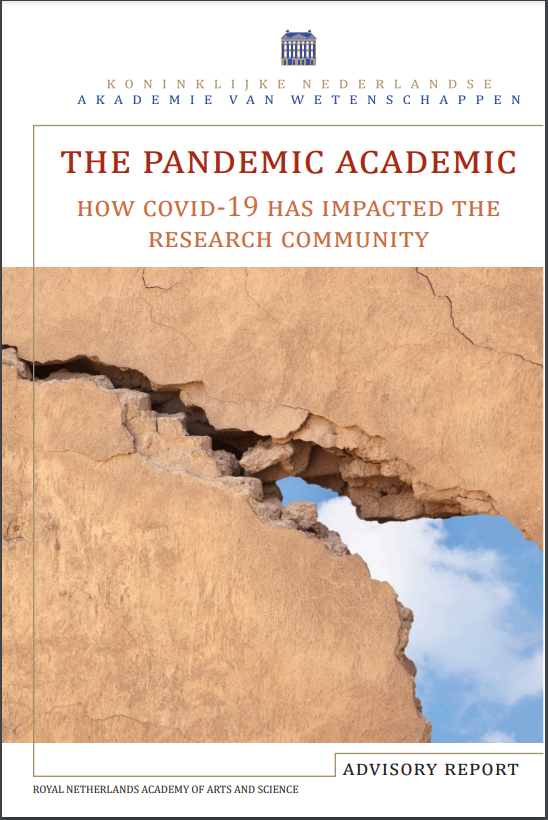 KONINKLIJKE NEDERLANDSE
AKADEMIE VAN WETENSCHAPPEN
THE PANDEMIC ACADEMIC
HOW COVID-19 HAS IMPACTED THE
RESEARCH COMMUNITY
ADVISORY REPORT
ROYAL NETHERLANDS ACADEMY OF ARTS AND SCIENCE